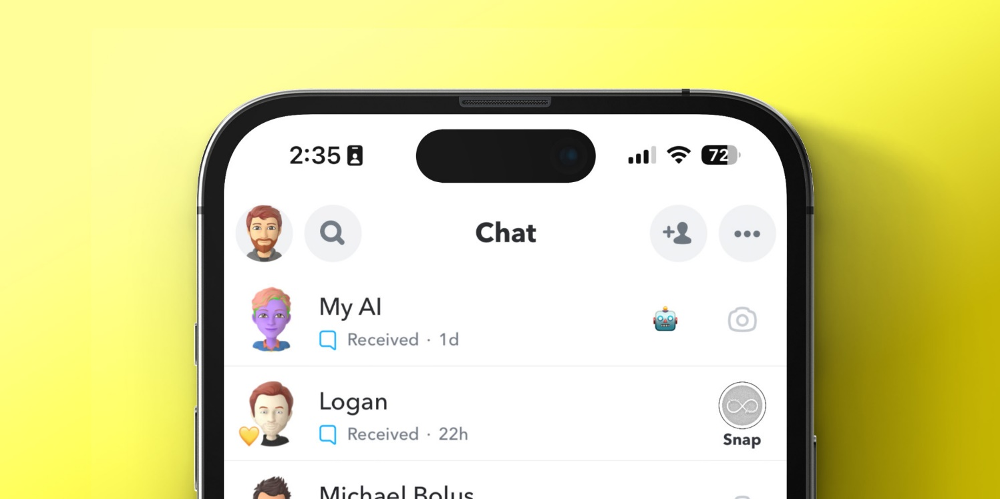 2:35 72
Chat
My AI
Received · 1d
Logan
Received · 22h
Snap
Michael Bolus